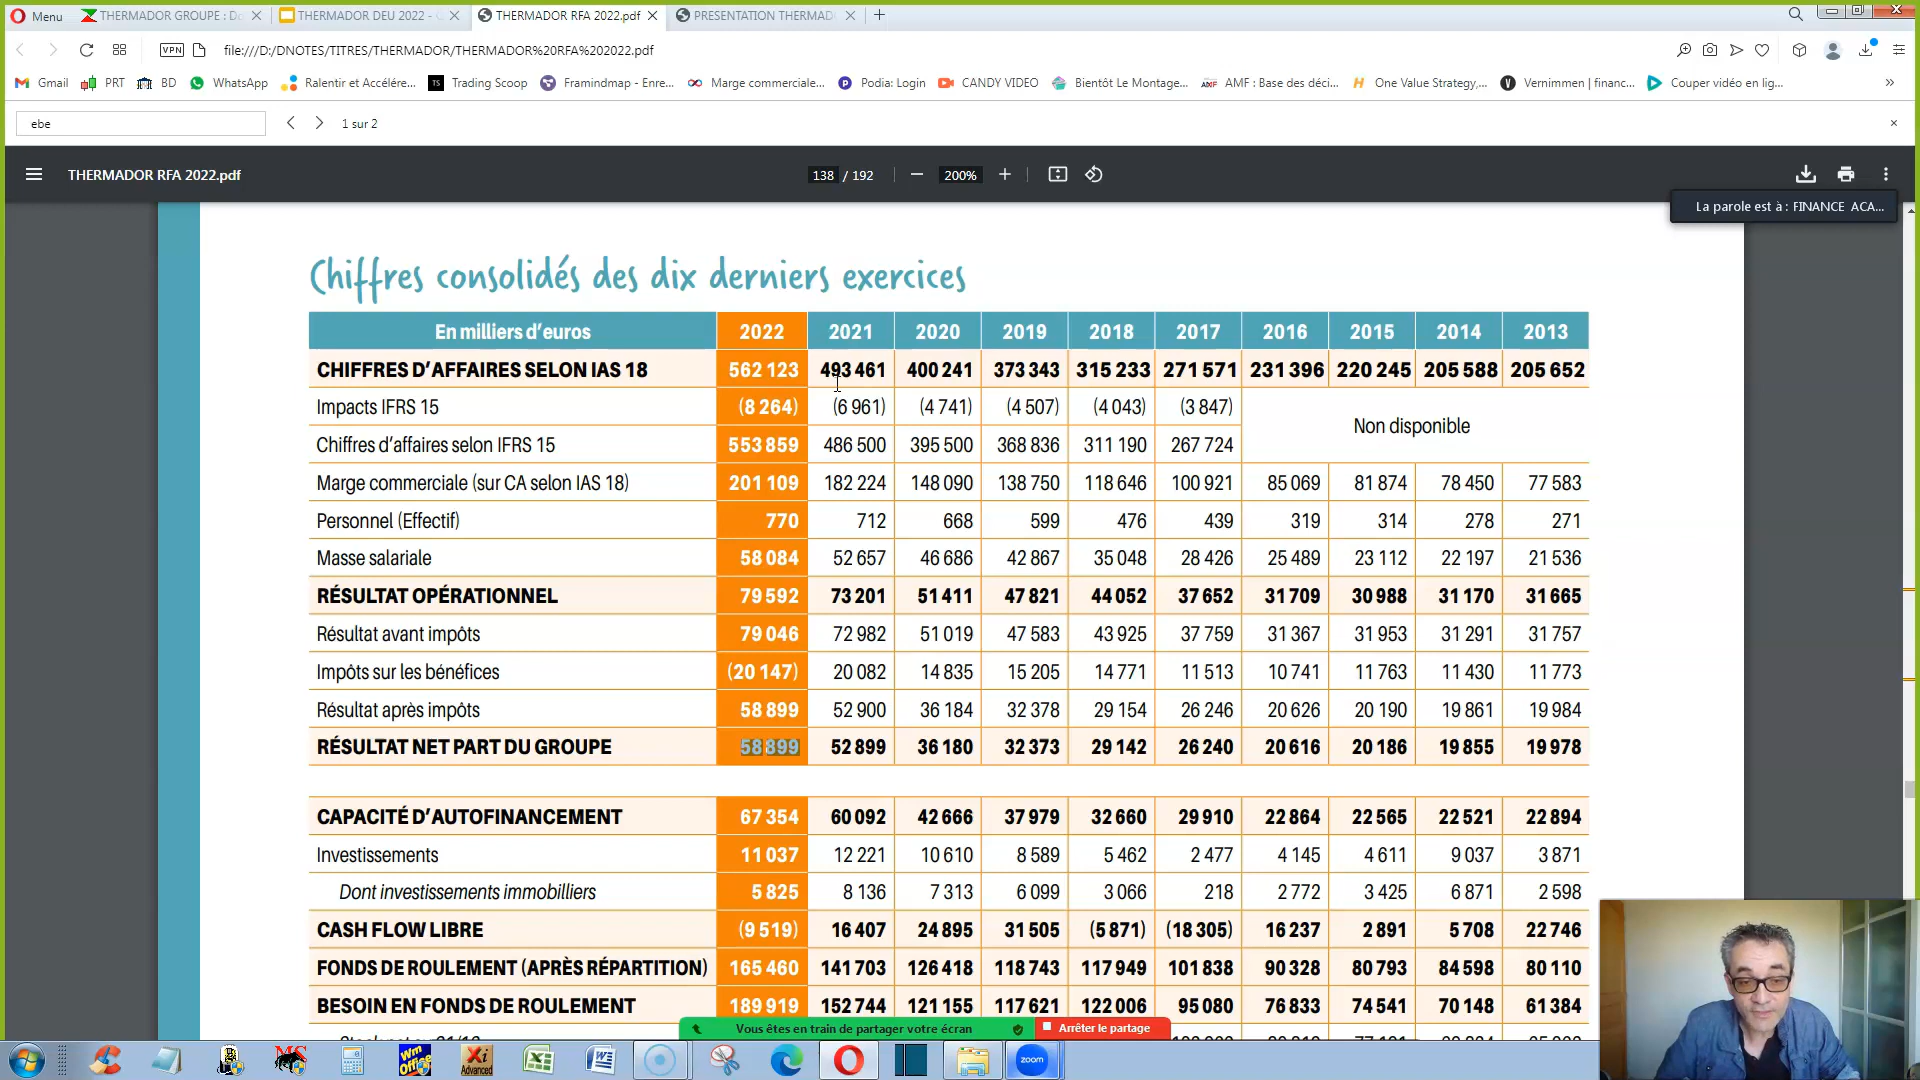 Menu THERMADOR GROUPE : Do THERMADOR DEU 2022 - THERMADOR RFA 2022.pdf PRESENTATION THERMAD
VPN file:///D:/DNOTES/TITRES/THERMADOR/THERMADOR%20RFA%202022.pdf
Gmail PRT BD WhatsApp Ralentir et Accélére... TS Trading Scoop Framindmap - Enre... Marge commerciale... Podia: Login CANDY VIDEO Bientôt Le Montage... AMF : Base des déci... One Value Strategy,... Vernimmen | financ... Couper vidéo en lig... »
ebe 1 sur 2
THERMADOR RFA 2022.pdf 138 / 192 — 200% +
La parole est à : FINANCE ACA...
Chiffres consolidés des dix derniers exercices
En milliers d'euros 2022 2021 2020 2019 2018 2017 2016 2015 2014 2013
CHIFFRES D'AFFAIRES SELON IAS 18 562 123 493 461 400 241 373 343 315 233 271 571 231 396 220 245 205 588 205 652
Impacts IFRS 15 (8 264) (6 961) (4 741) (4 507) (4 043) (3 847)
Non disponible
Chiffres d'affaires selon IFRS 15 553 859 486 500 395 500 368 836 311 190 267 724
Marge commerciale (sur CA selon IAS 18) 201 109 182 224 148 090 138 750 118 646 100 921 85 069 81 874 78 450 77 583
Personnel (Effectif) 770 712 668 599 476 439 319 314 278 271
Masse salariale 58 084 52 657 46 686 42 867 35 048 28 426 25 489 23 112 22 197 21 536
RÉSULTAT OPÉRATIONNEL 79 592 73 201 51 411 47 821 44 052 37 652 31 709 30 988 31 170 31 665
Résultat avant impôts 79 046 72 982 51 019 47 583 43 925 37 759 31 367 31 953 31 291 31 757
Impôts sur les bénéfices (20 147) 20 082 14 835 15 205 14 771 11 513 10 741 11 763 11 430 11 773
Résultat après impôts 58 899 52 900 36 184 32 378 29 154 26 246 20 626 20 190 19 861 19 984
RÉSULTAT NET PART DU GROUPE 58 899 52 899 36 180 32 373 29 142 26 240 20 616 20 186 19 855 19 978
CAPACITÉ D'AUTOFINANCEMENT 67 354 60 092 42 666 37 979 32 660 29 910 22 864 22 565 22 521 22 894
Investissements 11 037 12 221 10 610 8 589 5 462 2 477 4 145 4 611 9 037 3 871
Dont investissements immobilliers 5 825 8 136 7 313 6 099 3 066 218 2 772 3 425 6 871 2 598
CASH FLOW LIBRE (9 519) 16 407 24 895 31 505 (5 871) (18 305) 16 237 2 891 5 708 22 746
FONDS DE ROULEMENT (APRÈS RÉPARTITION) 165 460 141 703 126 418 118 743 117 949 101 838 90 328 80 793 84 598 80 110
BESOIN EN FONDS DE ROULEMENT 189 919 152 744 121 155 117 621 122 006 95 080 76 833 74 541 70 148 61 384
Vous êtes en train de partager votre écran Arrêter le partage
Wm Office Xi Advanced zoom